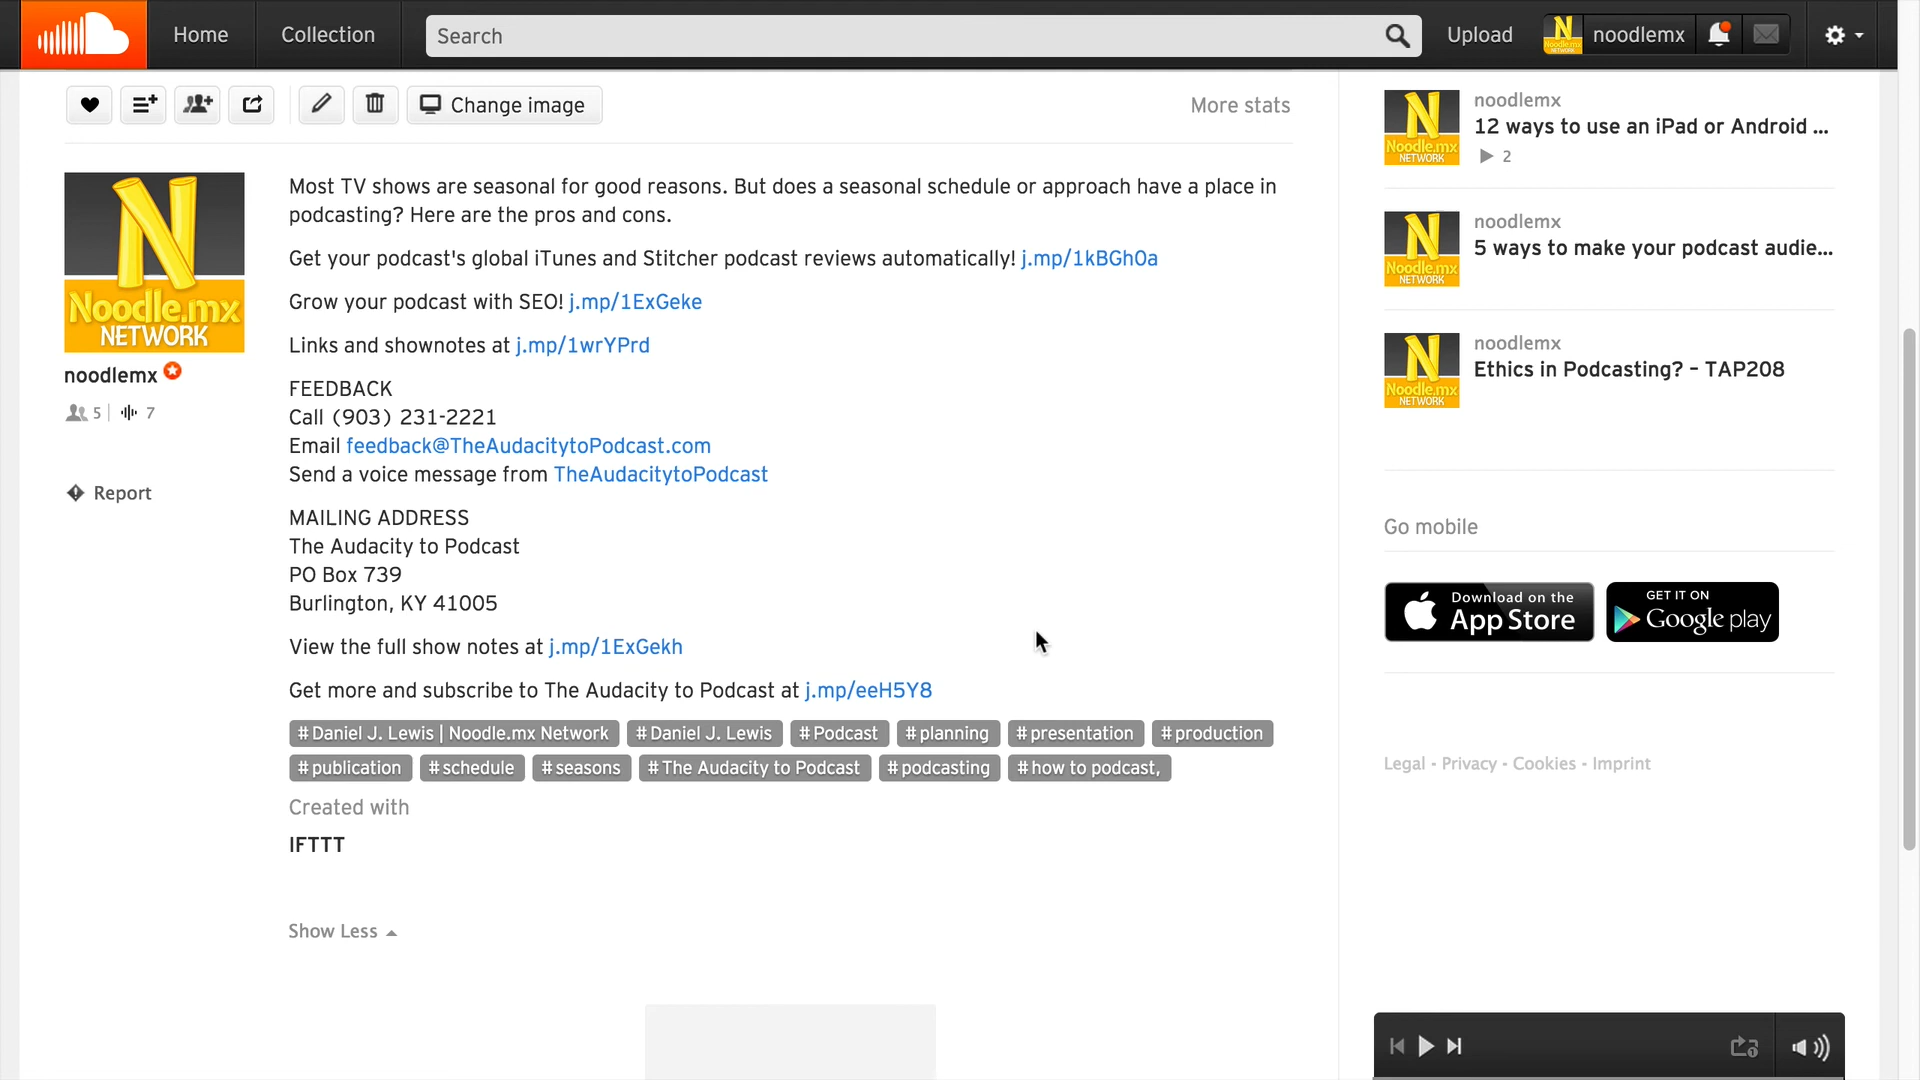 Home
Collection
Search
Upload
noodlemx
Change image
More stats
Noodle.mx
NETWORK
noodlemx
5
7
Report
Most TV shows are seasonal for good reasons. But does a seasonal schedule or approach have a place in
podcasting? Here are the pros and cons.
Get your podcast's global iTunes and Stitcher podcast reviews automatically! j.mp/1kBGh0a
Grow your podcast with SEO! j.mp/1ExGeke
Links and shownotes at j.mp/1wrYPrd
FEEDBACK
Call (903) 231-2221
Email feedback@TheAudacitytoPodcast.com
Send a voice message from TheAudacitytoPodcast
MAILING ADDRESS
The Audacity to Podcast
PO Box 739
Burlington, KY 41005
View the full show notes at j.mp/1ExGekh
Get more and subscribe to The Audacity to Podcast at j.mp/eeH5Y8
# Daniel J. Lewis | Noodle.mx Network # Daniel J. Lewis # Podcast # planning # presentation # production
# publication # schedule # seasons # The Audacity to Podcast # podcasting # how to podcast,
Created with
IFTTT
Show Less
Noodle.mx
NETWORK
noodlemx
12 ways to use an iPad or Android ...
2
Noodle.mx
NETWORK
noodlemx
5 ways to make your podcast audie...
Noodle.mx
NETWORK
noodlemx
Ethics in Podcasting? – TAP208
Go mobile
Download on the
App Store
GET IT ON
Google play
Legal - Privacy - Cookies - Imprint